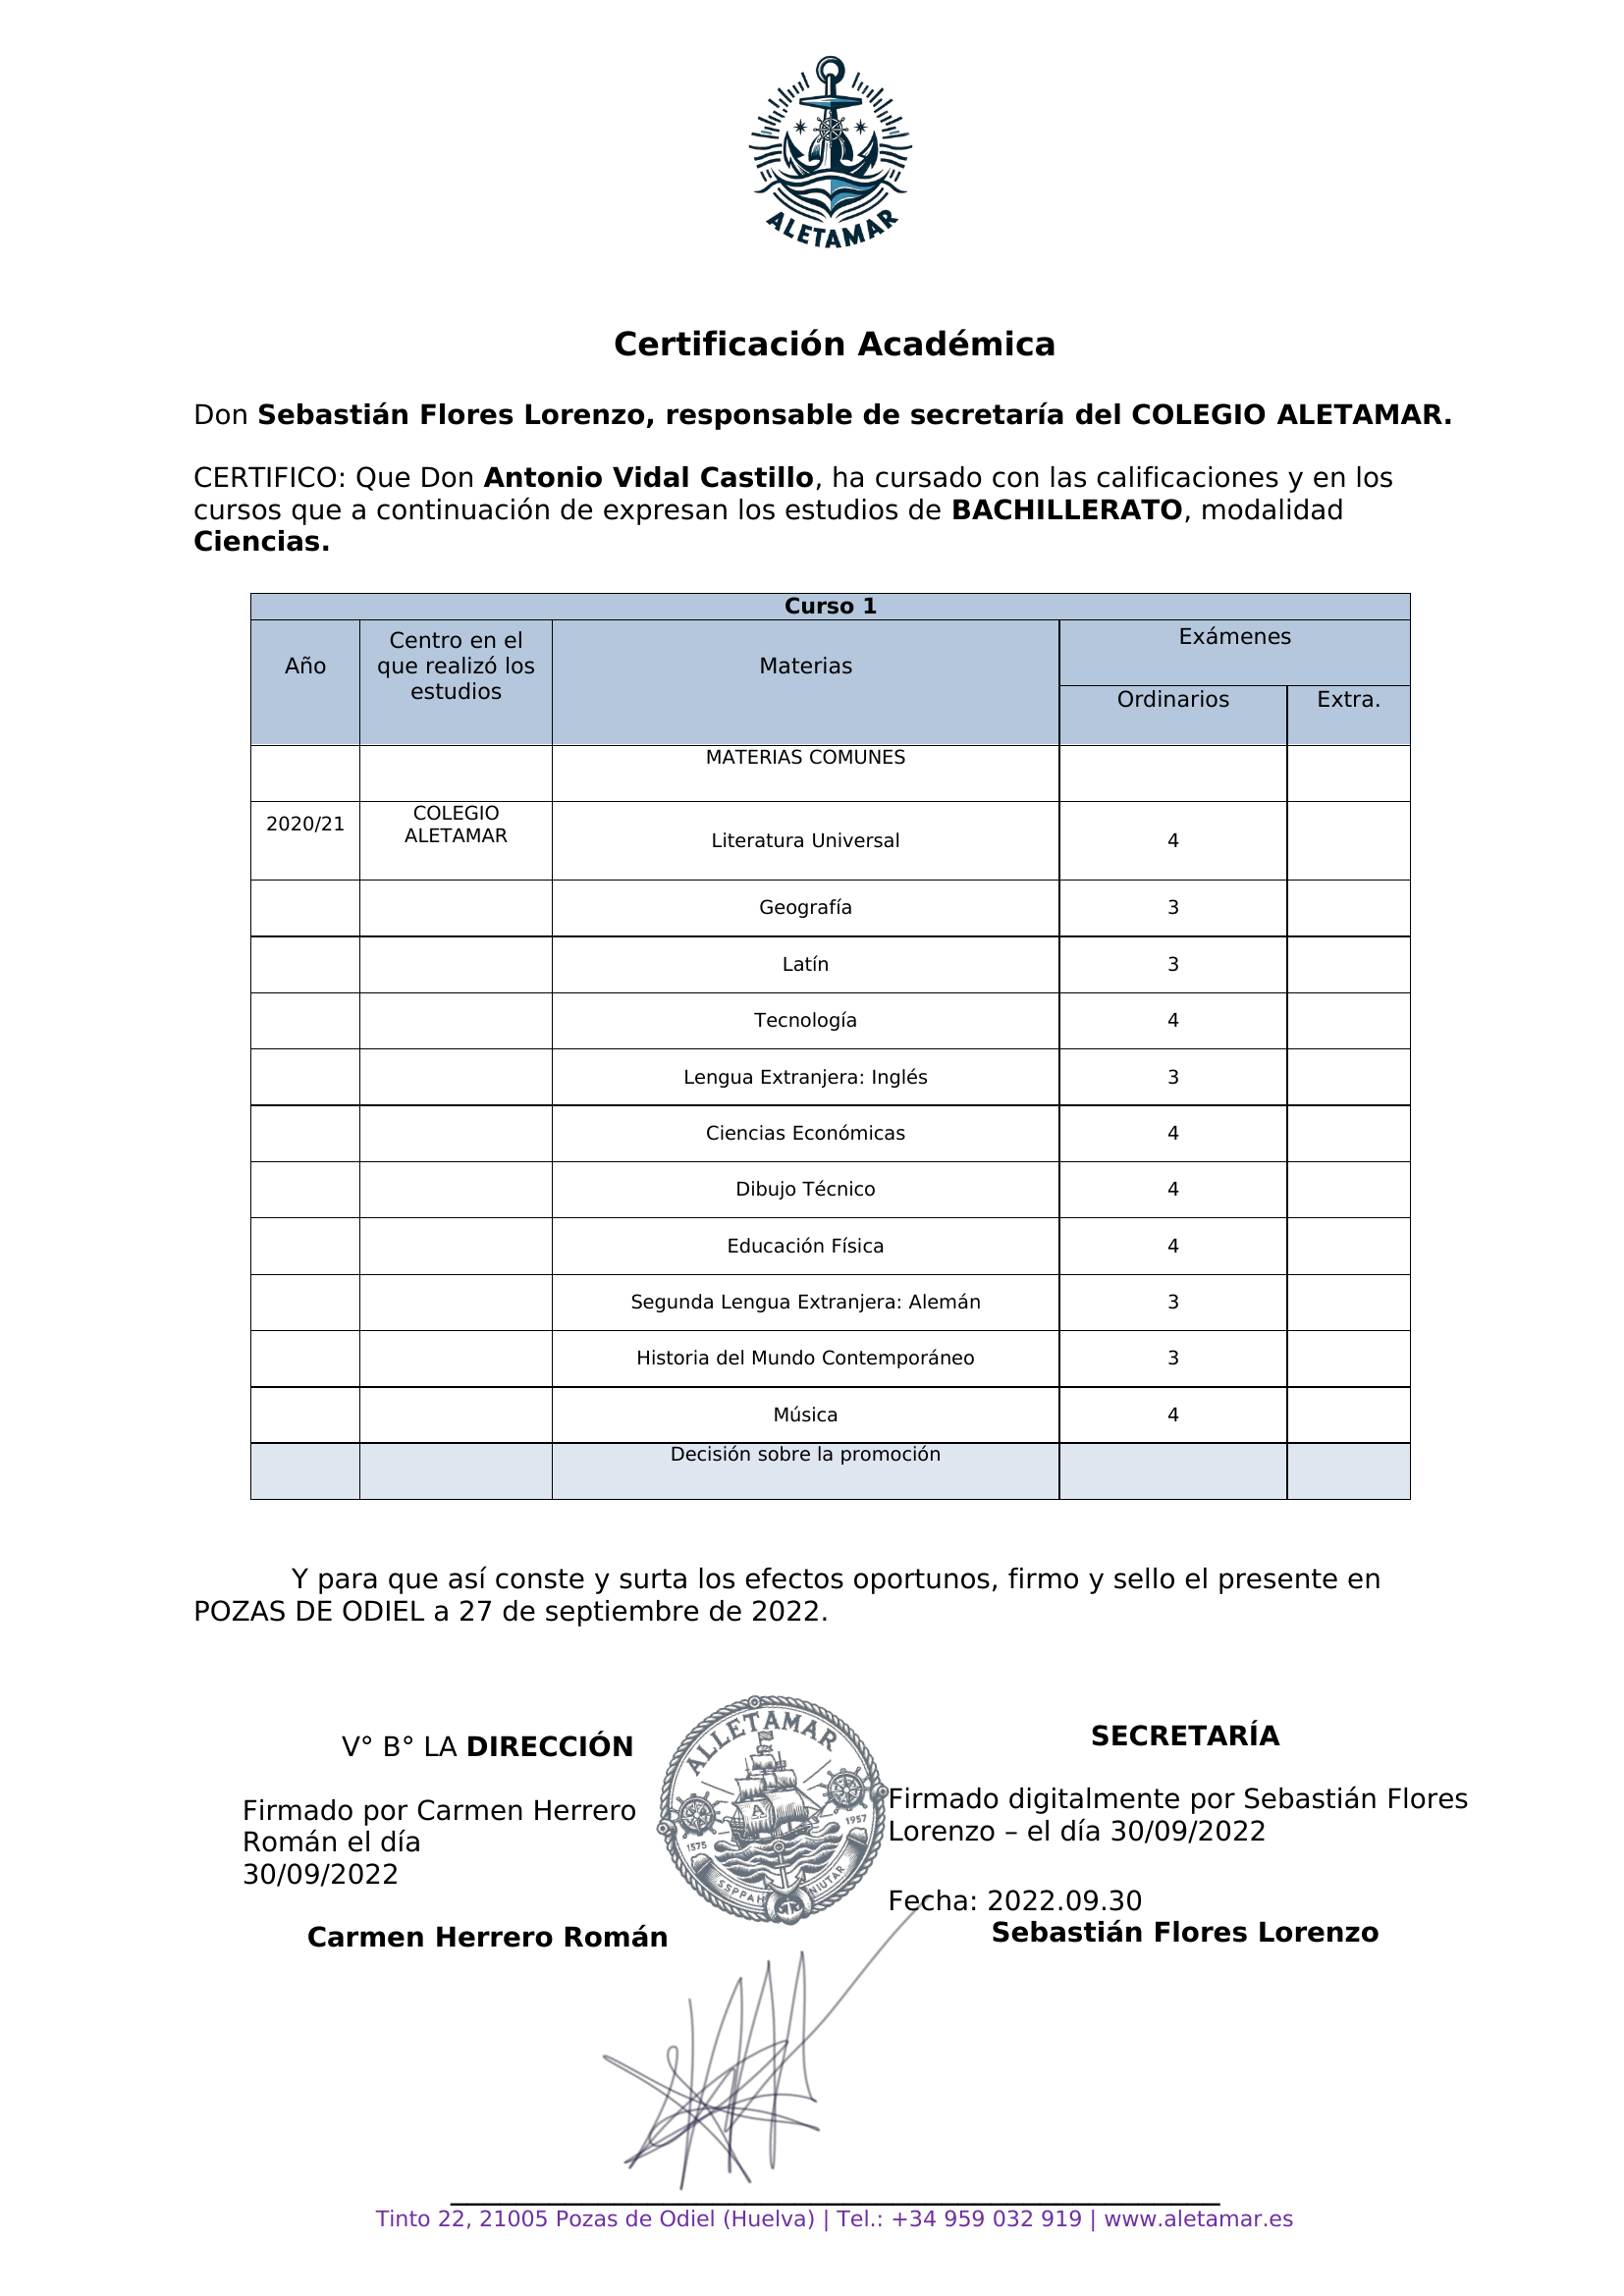 ALETAMAR
Certificación Académica
Don Sebastián Flores Lorenzo, responsable de secretaría del COLEGIO ALETAMAR.
CERTIFICO: Que Don Antonio Vidal Castillo, ha cursado con las calificaciones y en los
cursos que a continuación de expresan los estudios de BACHILLERATO, modalidad
Ciencias.
Curso 1
Año
Centro en el
que realizó los
estudios
Materias
Exámenes
Ordinarios
Extra.
MATERIAS COMUNES
2020/21
COLEGIO
ALETAMAR
Literatura Universal
4
Geografía
3
Latín
3
Tecnología
4
Lengua Extranjera: Inglés
3
Ciencias Económicas
4
Dibujo Técnico
4
Educación Física
4
Segunda Lengua Extranjera: Alemán
3
Historia del Mundo Contemporáneo
3
Música
4
Decisión sobre la promoción
Y para que así conste y surta los efectos oportunos, firmo y sello el presente en
POZAS DE ODIEL a 27 de septiembre de 2022.
V° B° LA DIRECCIÓN
Firmado por Carmen Herrero
Román el día
30/09/2022
Carmen Herrero Román
ALLETAMAR
A
1575
1957
SSPPAH
NIUTAR
SECRETARÍA
Firmado digitalmente por Sebastián Flores
Lorenzo – el día 30/09/2022
Fecha: 2022.09.30
Sebastián Flores Lorenzo
Tinto 22, 21005 Pozas de Odiel (Huelva) | Tel.: +34 959 032 919 | www.aletamar.es